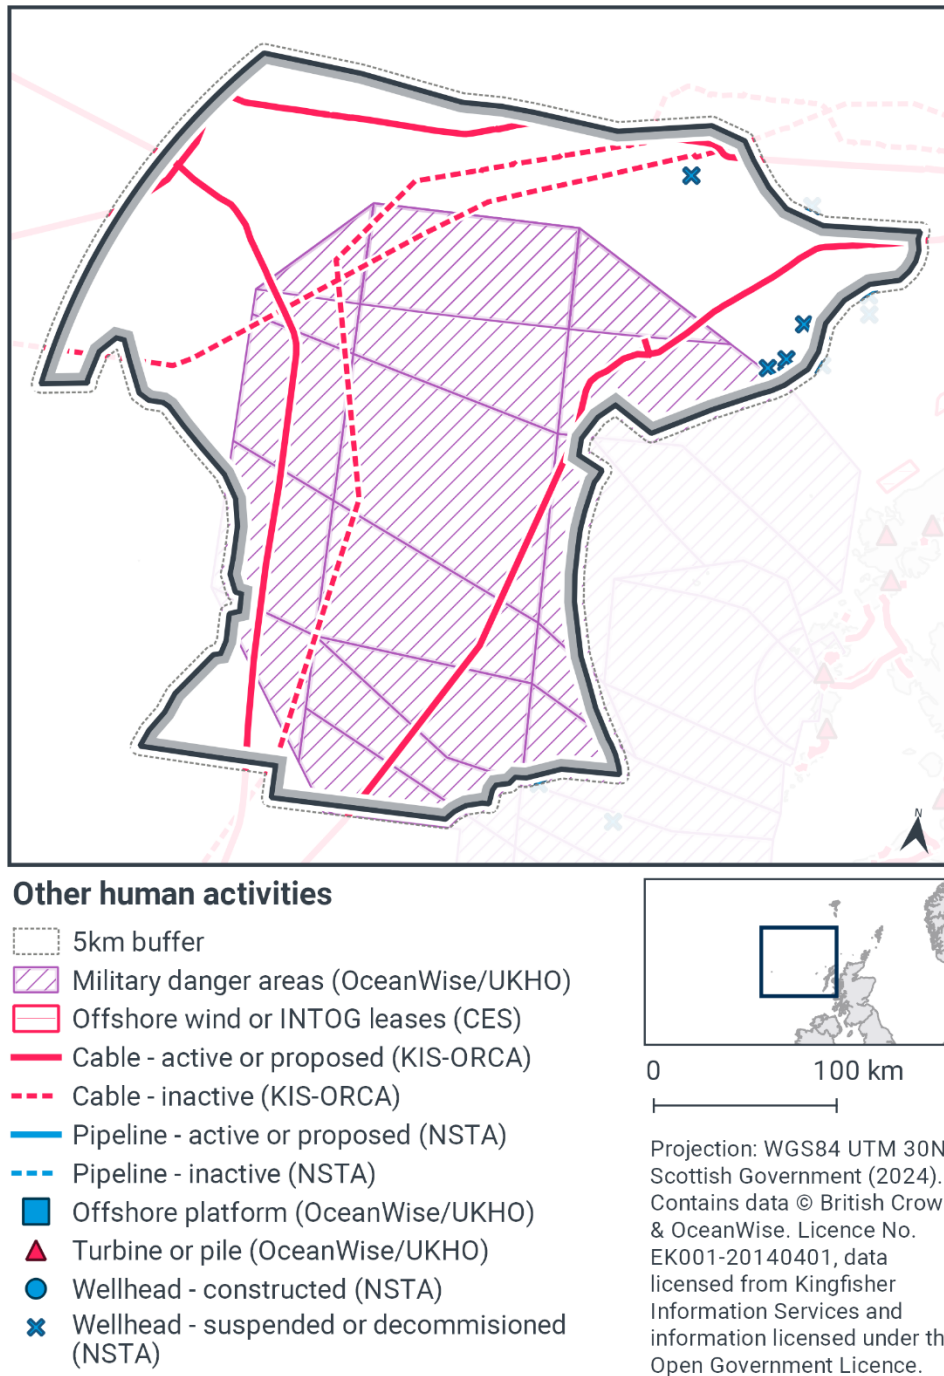 N
Other human activities
5km buffer
Military danger areas (OceanWise/UKHO)
Offshore wind or INTOG leases (CES)
Cable - active or proposed (KIS-ORCA)
Cable - inactive (KIS-ORCA)
Pipeline - active or proposed (NSTA)
Pipeline - inactive (NSTA)
Offshore platform (OceanWise/UKHO)
Turbine or pile (OceanWise/UKHO)
Wellhead - constructed (NSTA)
Wellhead - suspended or decommisioned
(NSTA)
0 100 km
Projection: WGS84 UTM 30N
Scottish Government (2024).
Contains data © British Crow
& OceanWise. Licence No.
EK001-20140401, data
licensed from Kingfisher
Information Services and
information licensed under th
Open Government Licence.